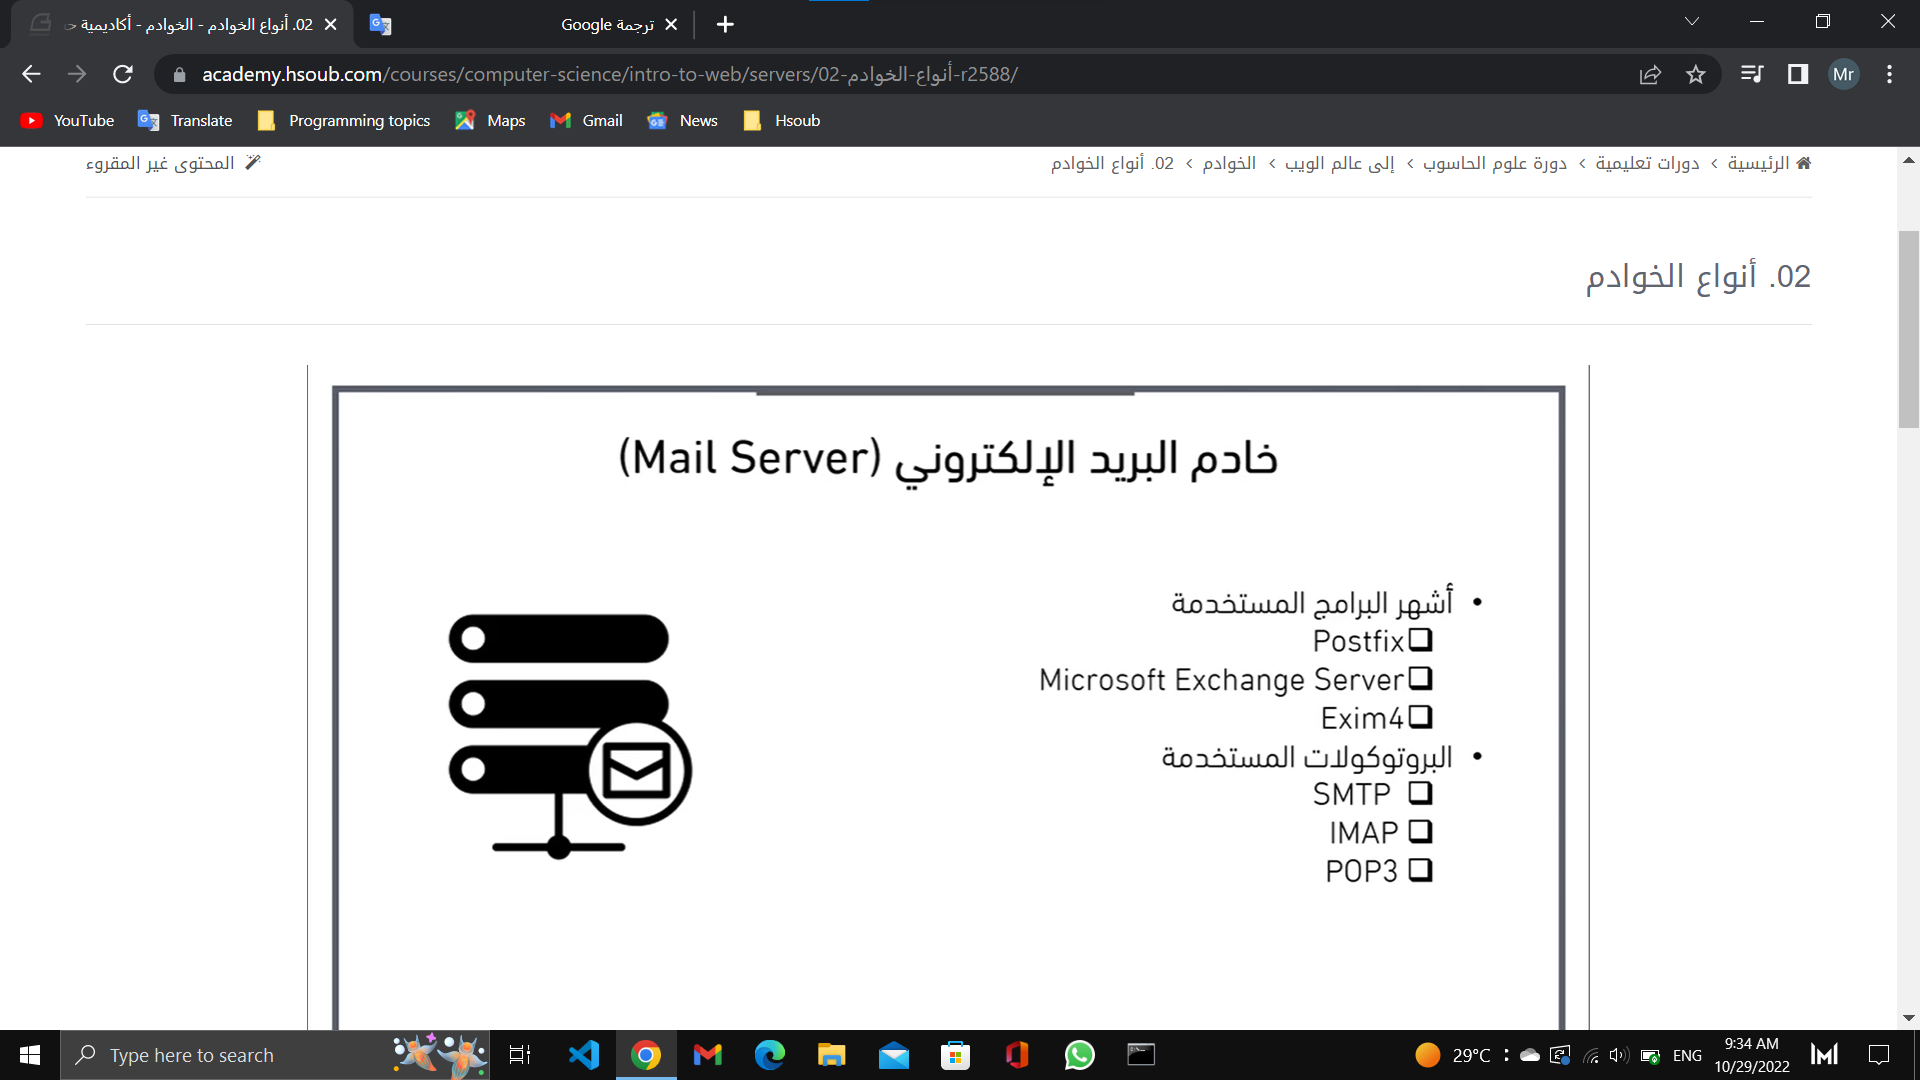 02. أنواع الخوادم - الخوادم - أكاديمية ح
ترجمة Google
academy.hsoub.com/courses/computer-science/intro-to-web/servers/02-أنواع-الخوادم-r2588/
Mr
YouTube
Translate
Programming topics
Maps
Gmail
News
Hsoub
الرئيسية › دورات تعليمية › دورة علوم الحاسوب › إلى عالم الويب › الخوادم › 02. أنواع الخوادم
المحتوى غير المقروء
02. أنواع الخوادم
خادم البريد الإلكتروني (Mail Server)
• أشهر البرامج المستخدمة
Postfix
Microsoft Exchange Server
Exim4
• البروتوكولات المستخدمة
SMTP
IMAP
POP3
Type here to search
29°C
ENG
9:34 AM
10/29/2022